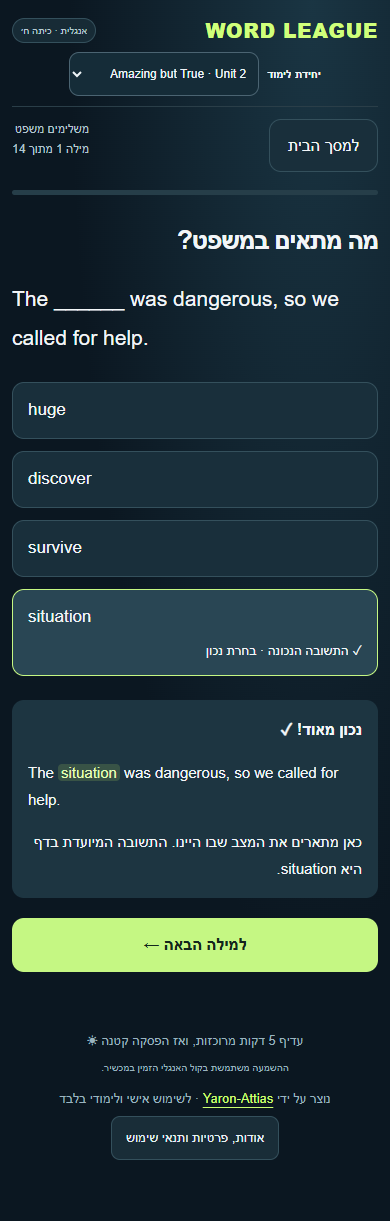 WORD LEAGUE
אנגלית · כיתה ח׳
יחידת לימוד
Amazing but True · Unit 2
למסך הבית
משלימים משפט
מילה 1 מתוך 14
מה מתאים במשפט?
The ______ was dangerous, so we
called for help.
huge
discover
survive
situation
✓ התשובה הנכונה · בחרת נכון
נכון מאוד! ✓
The situation was dangerous, so we called for
help.
כאן מתארים את המצב שבו היינו. התשובה המיועדת בדף
היא situation.
למילה הבאה ←
עדיף 5 דקות מרוכזות, ואז הפסקה קטנה ☀
ההשמעה משתמשת בקול האנגלי הזמין במכשיר.
נוצר על ידי Yaron-Attias · לשימוש אישי ולימודי בלבד
אודות, פרטיות ותנאי שימוש